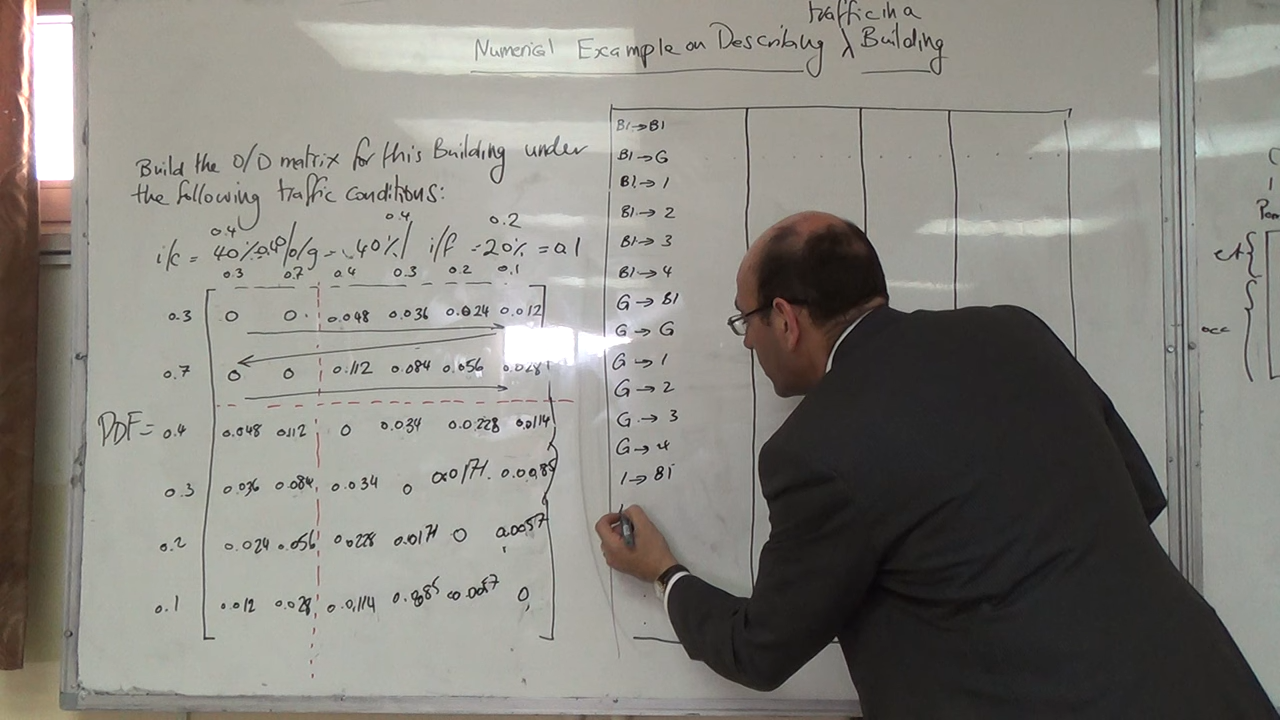 traffic in a
Numerical Example on Describing λ Building
Build the O/D matrix for this Building under
the following traffic conditions:
0.4 0.4 0.2
i/c = 40% o/g = 40% i/f = 20% = 0.1
0.3 0.7 0.4 0.3 0.2 0.1
0.3 0 0 0.048 0.036 0.024 0.012
0.7 0 0 0.112 0.084 0.056 0.028
PDF= 0.4 0.048 0.112 0 0.034 0.0228 0.0114
0.3 0.036 0.084 0.034 0 0.0171 0.0085
0.2 0.024 0.056 0.0228 0.0171 0 0.0057
0.1 0.012 0.028 0.0114 0.0085 0.0057 0
B1→B1
B1→G
B1→1
B1→2
B1→3
B1→4
G→B1
G→G
G→1
G→2
G→3
G→4
1→B1